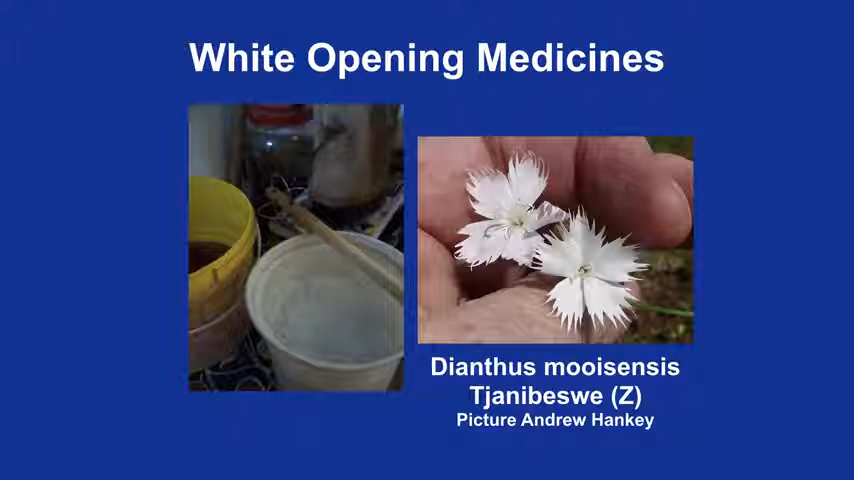 White Opening Medicines
Dianthus mooisensis
Tjanibeswe (Z)
Picture Andrew Hankey